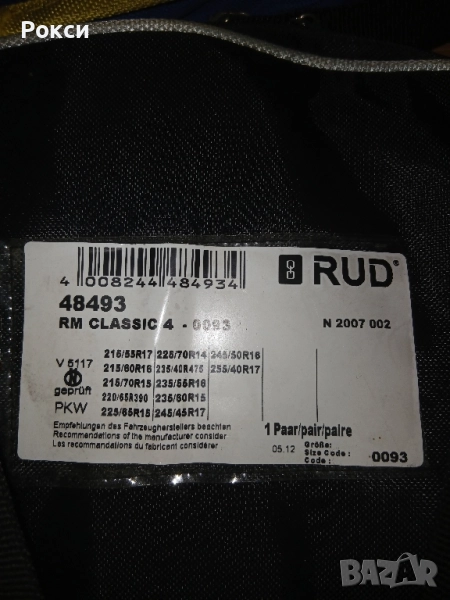 Рокси
RUD®
4 008244 484934
48493
RM CLASSIC 4 - 0093
N 2007 002
V 5117
geprüft
PKW
215/55R17 225/70R14 245/50R16
215/60R16 235/40R475 255/40R17
215/70R15 235/55R16
220/65R390 235/60R15
225/65R15 245/45R17
Empfehlungen des Fahrzeugherstellers beachten
Recommendations of the manufacturer consider
Les recommandations du fabricant considérer
1 Paar/pair/paire
05.12
Größe:
Size Code:
Code:
0093
BAZAR